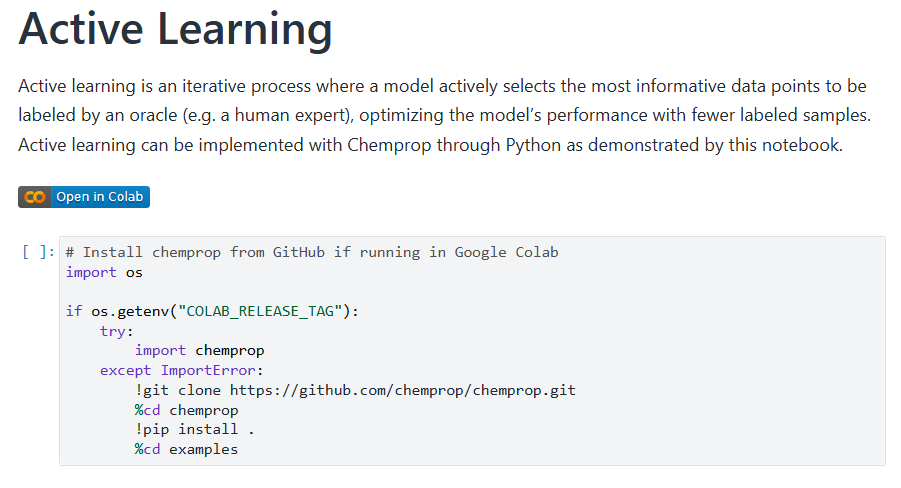 Active Learning
Active learning is an iterative process where a model actively selects the most informative data points to be
labeled by an oracle (e.g. a human expert), optimizing the model’s performance with fewer labeled samples.
Active learning can be implemented with Chemprop through Python as demonstrated by this notebook.
Open in Colab
[ ]: # Install chemprop from GitHub if running in Google Colab
import os
if os.getenv("COLAB_RELEASE_TAG"):
    try:
        import chemprop
    except ImportError:
        !git clone https://github.com/chemprop/chemprop.git
        %cd chemprop
        !pip install .
        %cd examples